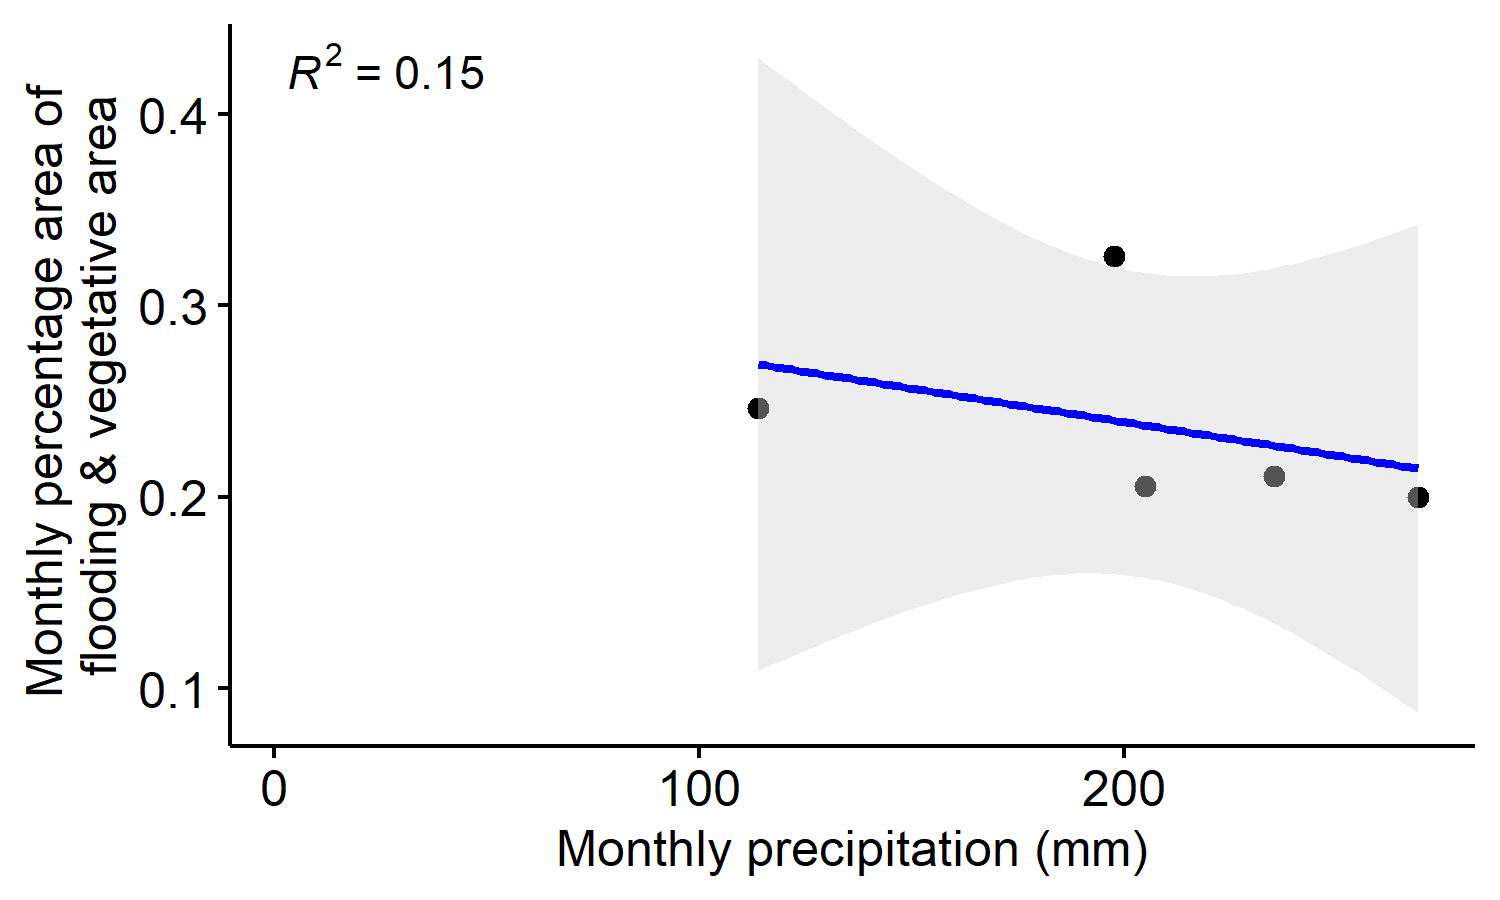 R² = 0.15
Monthly percentage area of
flooding & vegetative area
0.4
0.3
0.2
0.1
0 100 200
Monthly precipitation (mm)